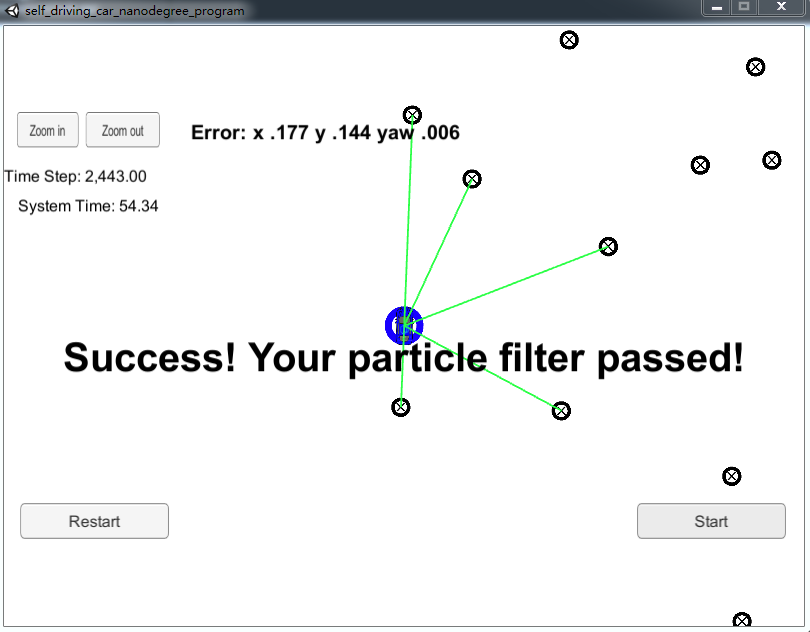 self_driving_car_nanodegree_program
Zoom in
Zoom out
Error: x .177 y .144 yaw .006
Time Step: 2,443.00
System Time: 54.34
Success! Your particle filter passed!
Restart
Start